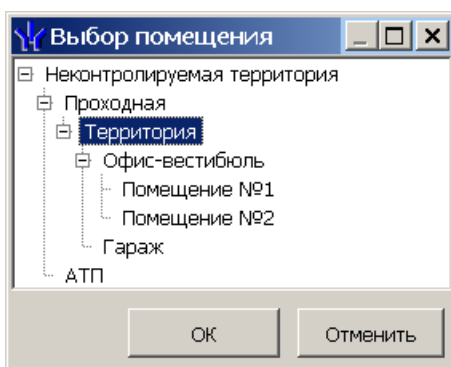 Выбор помещения
Неконтролируемая территория
Проходная
Территория
Офис-вестибюль
Помещение №1
Помещение №2
Гараж
АТП
ОК Отменить